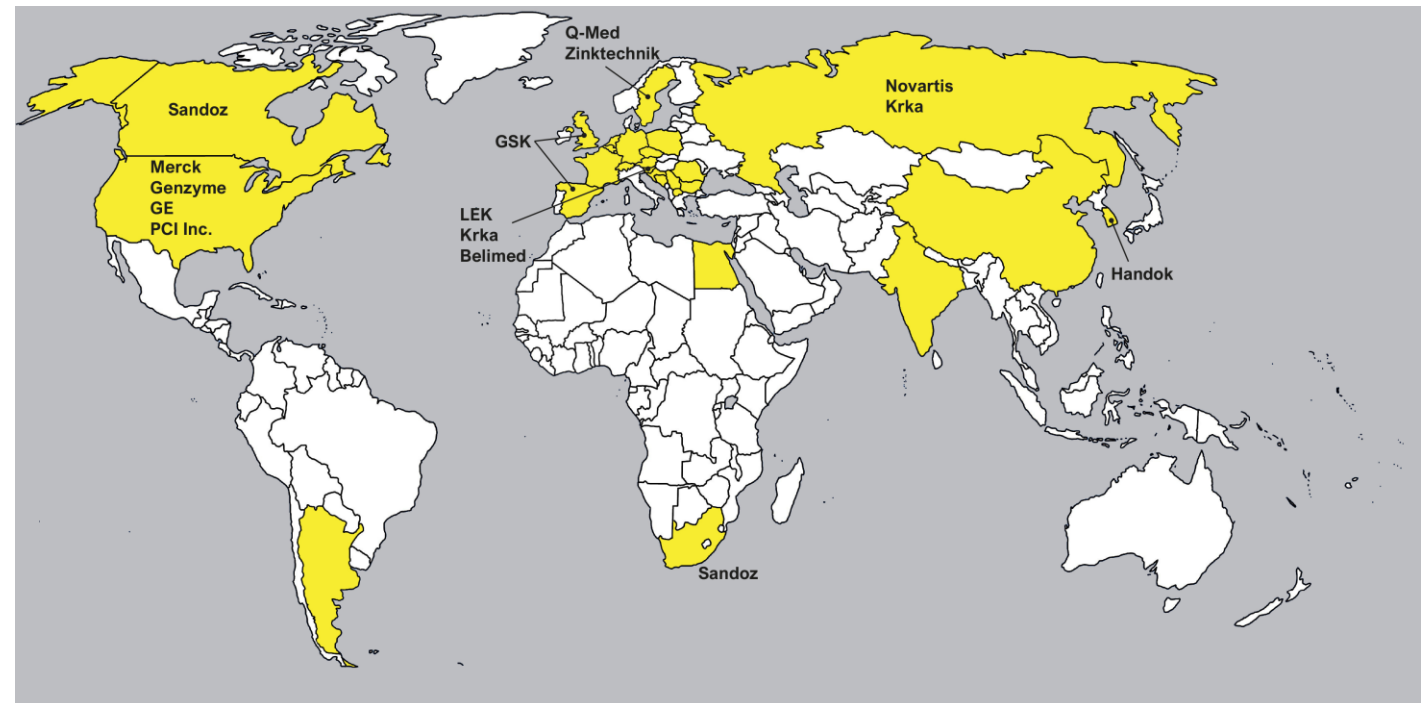 Q-Med
Zinktechnik
Sandoz
Novartis
Krka
GSK
Merck
Genzyme
GE
PCI Inc.
LEK
Krka
Belimed
Handok
Sandoz